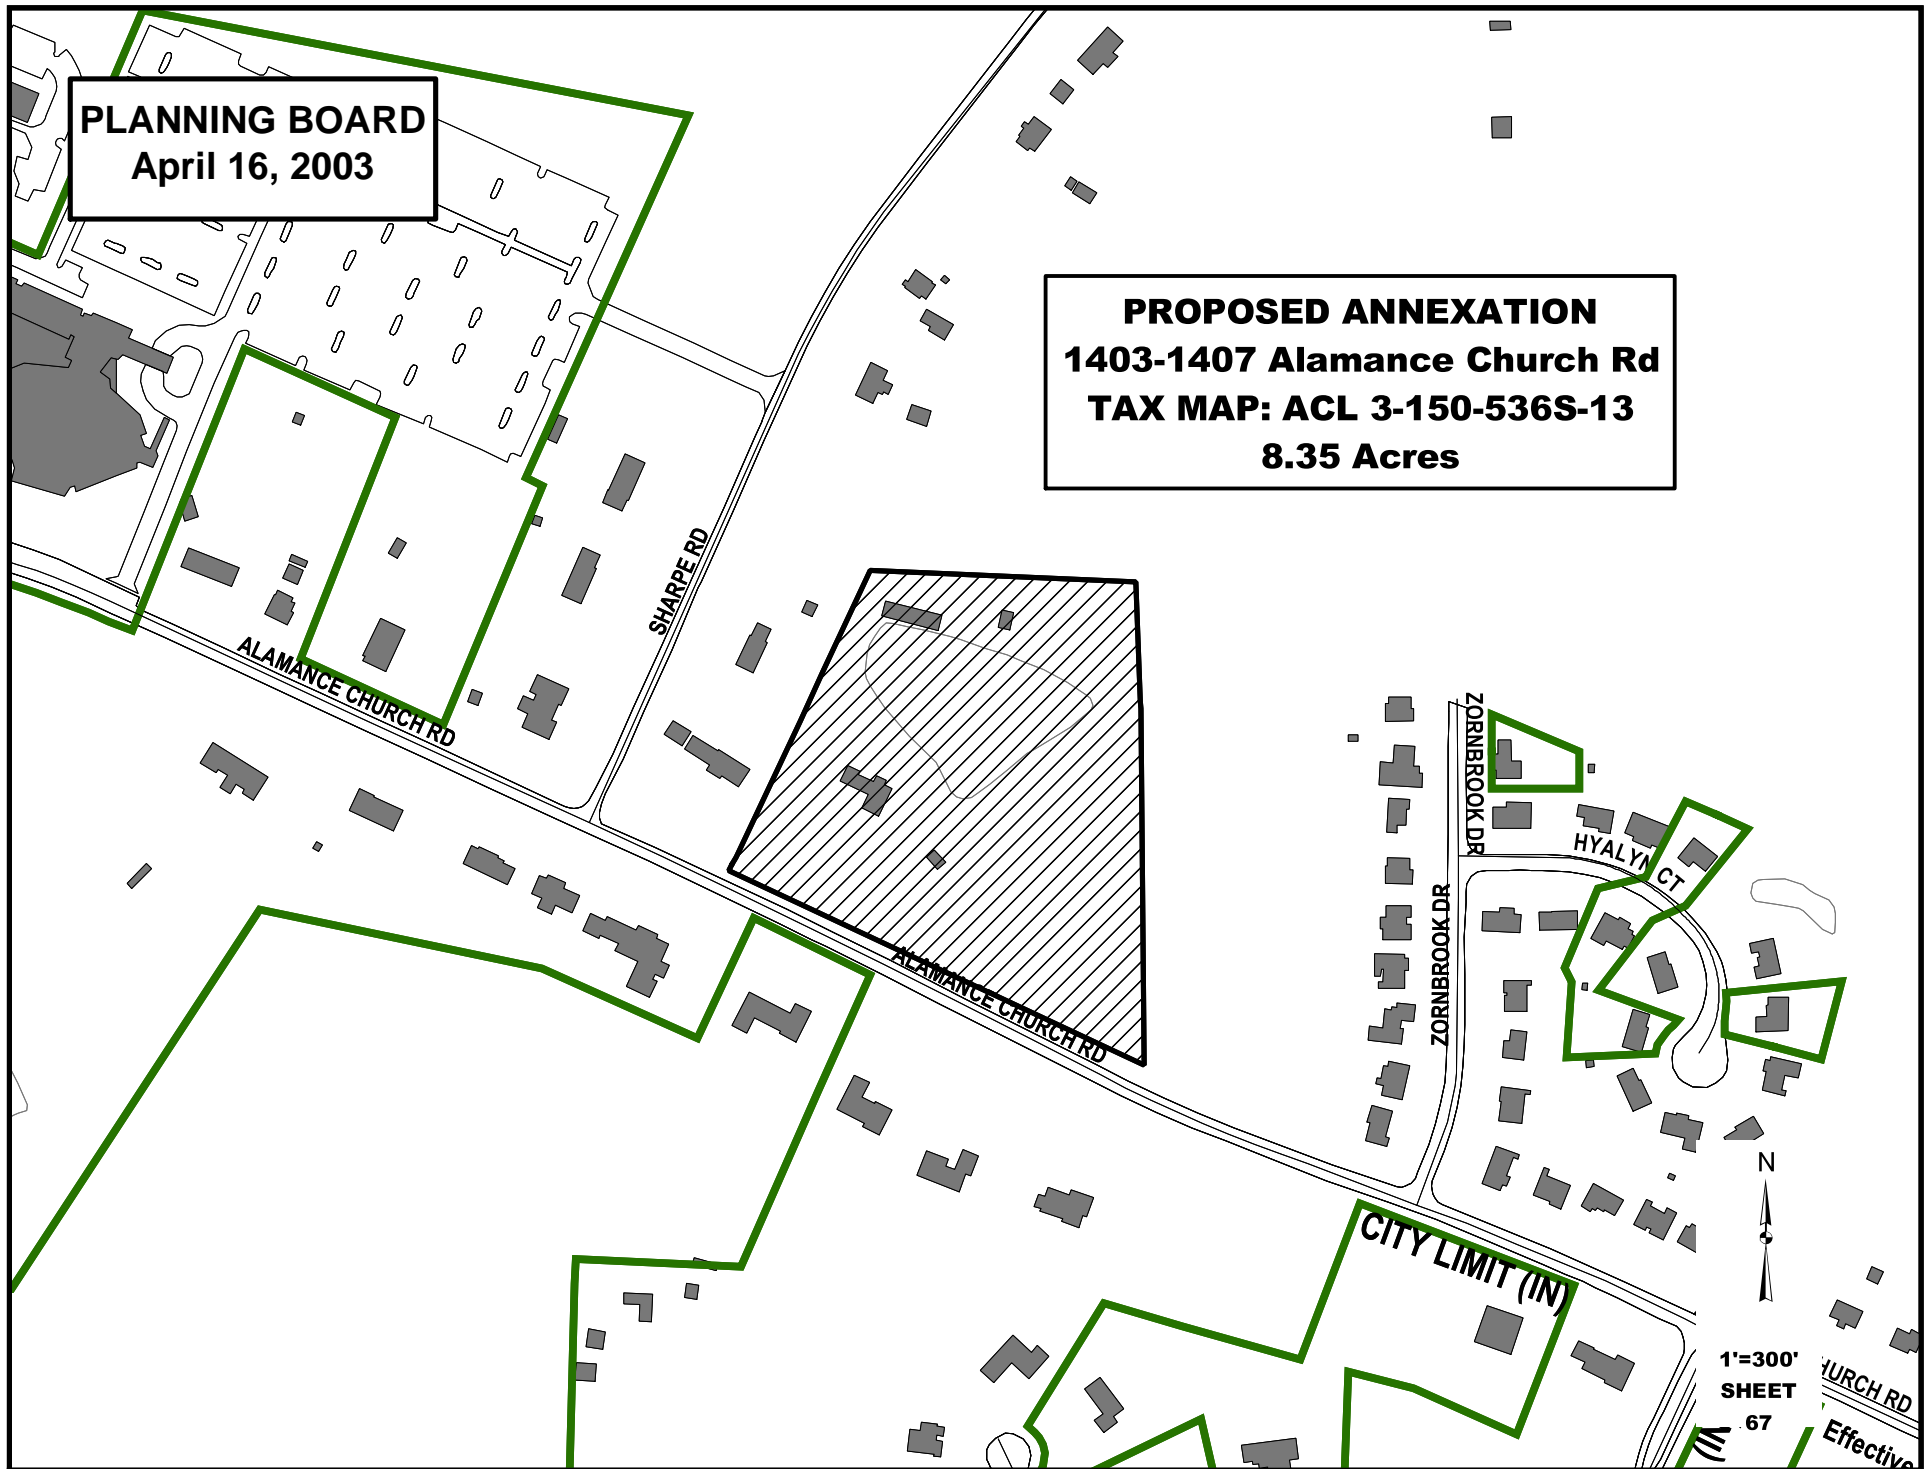 PLANNING BOARD
April 16, 2003
PROPOSED ANNEXATION
1403-1407 Alamance Church Rd
TAX MAP: ACL 3-150-536S-13
8.35 Acres
SHARPE RD
ALAMANCE CHURCH RD
ZORNBROOK DR
HYALYN CT
ZORNBROOK DR
ALAMANCE CHURCH RD
N
CITY LIMIT (IN)
1'=300'
SHEET
67
CHURCH RD
Effective